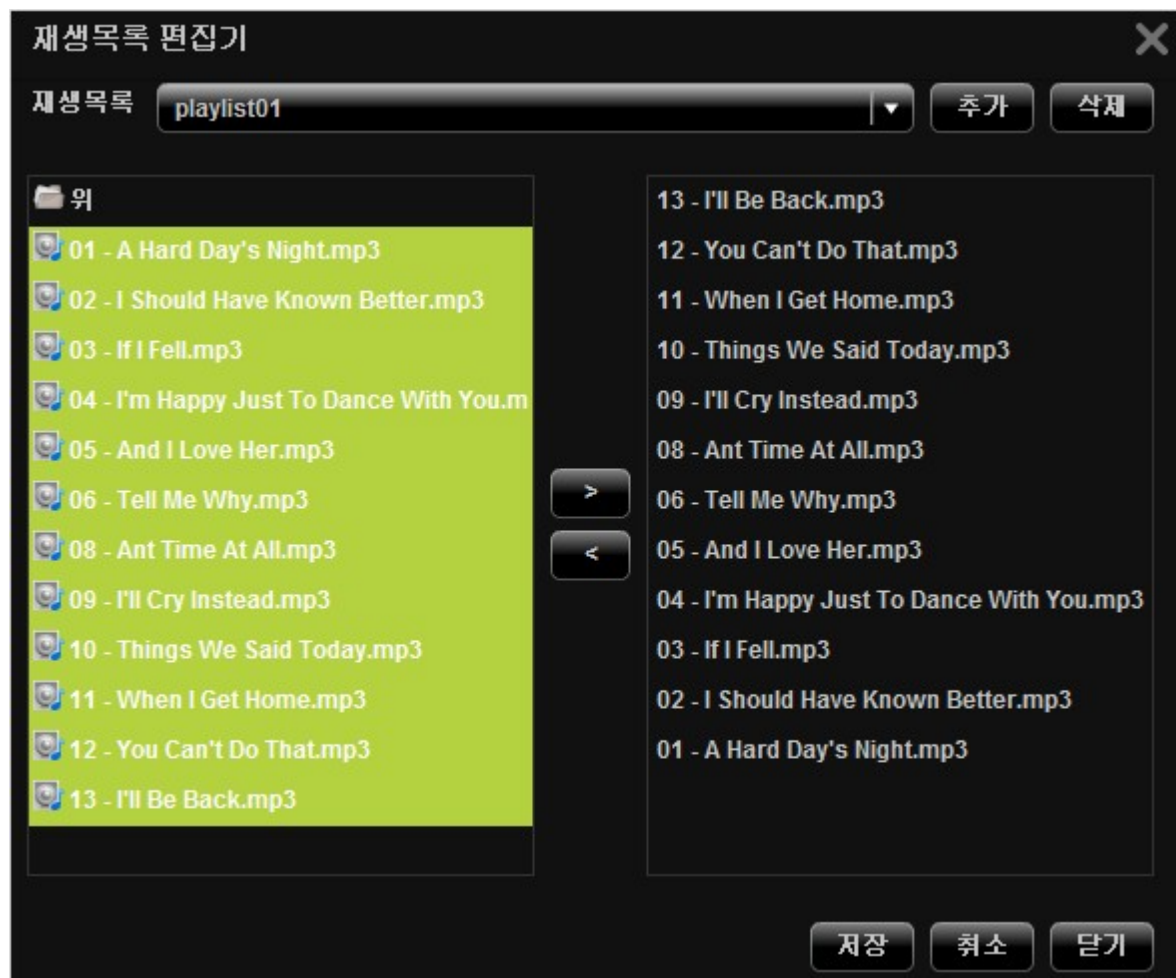 재생목록 편집기
재생목록 playlist01 추가 삭제
위
01 - A Hard Day's Night.mp3
02 - I Should Have Known Better.mp3
03 - If I Fell.mp3
04 - I'm Happy Just To Dance With You.m
05 - And I Love Her.mp3
06 - Tell Me Why.mp3
08 - Ant Time At All.mp3
09 - I'll Cry Instead.mp3
10 - Things We Said Today.mp3
11 - When I Get Home.mp3
12 - You Can't Do That.mp3
13 - I'll Be Back.mp3
>
<
13 - I'll Be Back.mp3
12 - You Can't Do That.mp3
11 - When I Get Home.mp3
10 - Things We Said Today.mp3
09 - I'll Cry Instead.mp3
08 - Ant Time At All.mp3
06 - Tell Me Why.mp3
05 - And I Love Her.mp3
04 - I'm Happy Just To Dance With You.mp3
03 - If I Fell.mp3
02 - I Should Have Known Better.mp3
01 - A Hard Day's Night.mp3
저장 취소 닫기